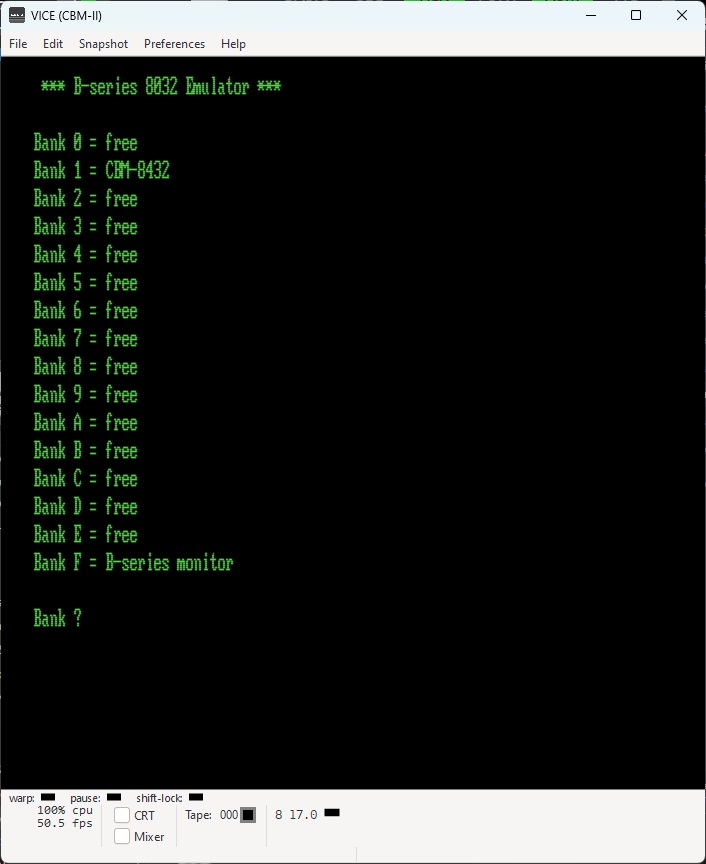 VICE (CBM-II)
File Edit Snapshot Preferences Help
*** B-series 8032 Emulator ***
Bank 0 = free
Bank 1 = CBM-8432
Bank 2 = free
Bank 3 = free
Bank 4 = free
Bank 5 = free
Bank 6 = free
Bank 7 = free
Bank 8 = free
Bank 9 = free
Bank A = free
Bank B = free
Bank C = free
Bank D = free
Bank E = free
Bank F = B-series monitor
Bank ?
warp: pause: shift-lock:
100% cpu
50.5 fps
CRT
Mixer
Tape: 000
8 17.0